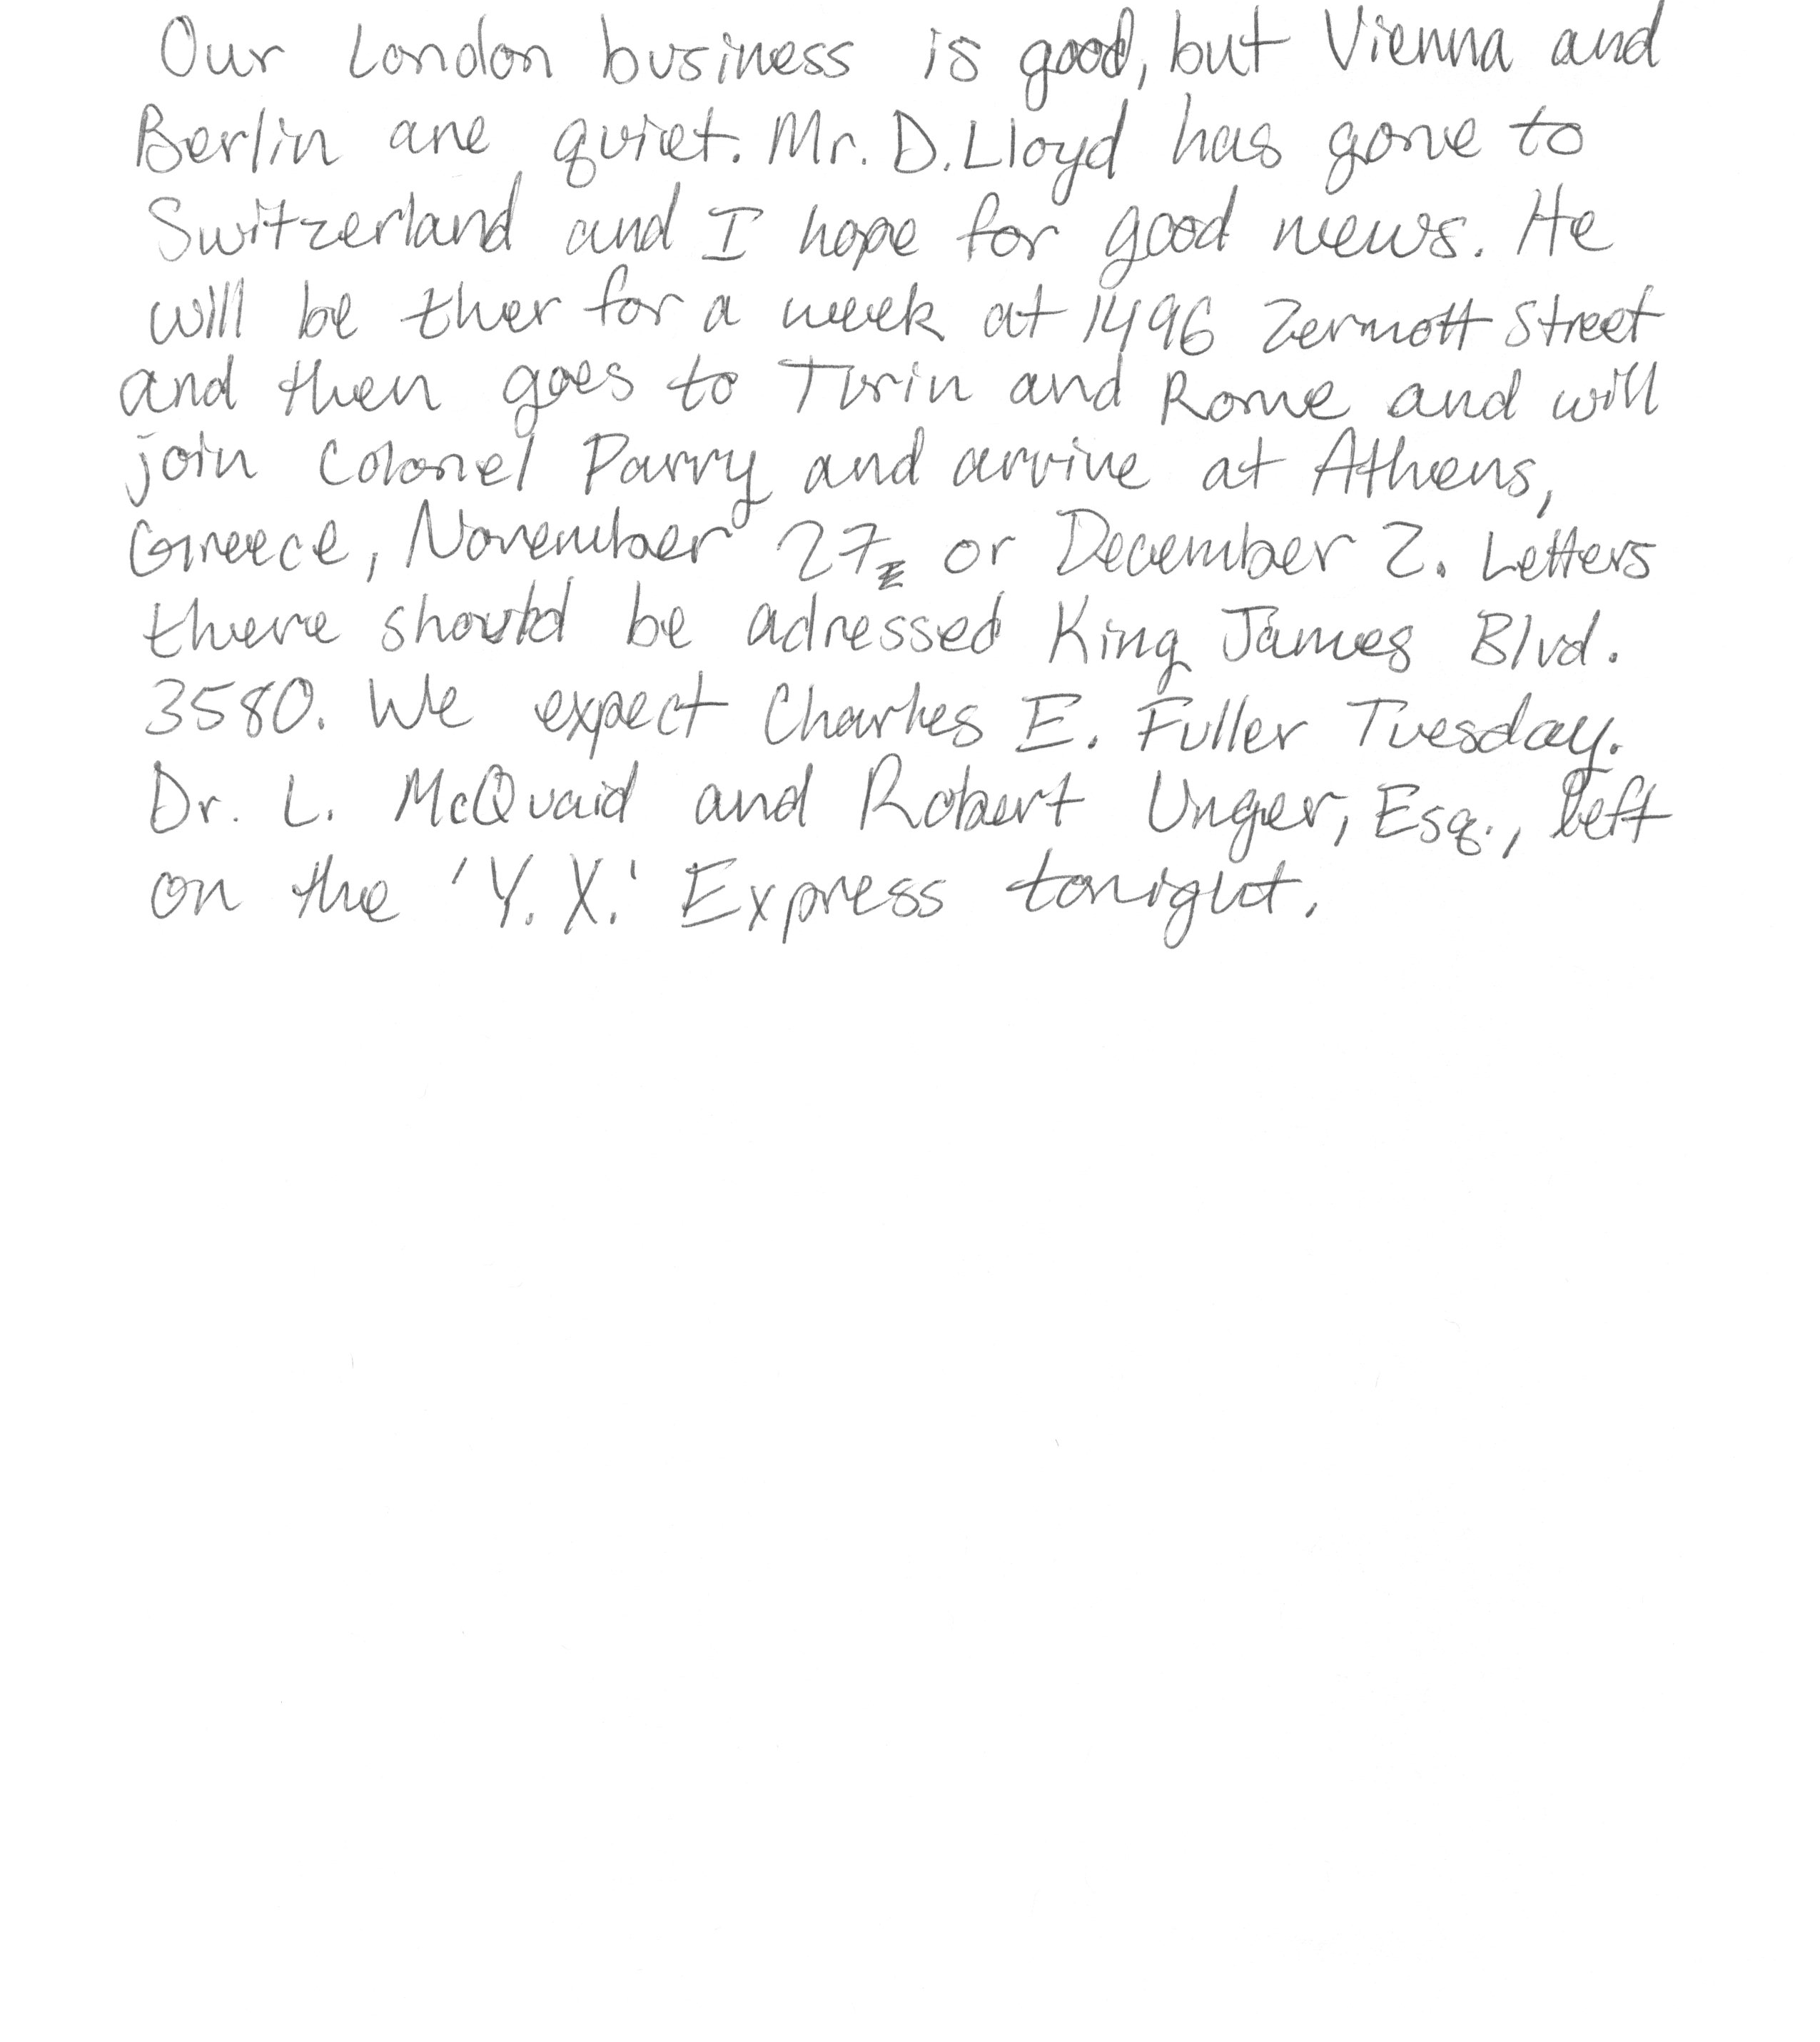 Our London business is good, but Vienna and
Berlin are quiet. Mr. D. Lloyd has gone to
Switzerland and I hope for good news. He
will be ther for a week at 1496 Zermott Street
and then goes to Turin and Rome and will
join Colonel Parry and arrive at Athens,
Greece, November 27 or December 2. Letters
there should be adressed King James Blvd.
3580. We expect Charles E. Fuller Tuesday.
Dr. L. McQuaid and Robert Unger, Esq., left
on the 'Y. X.' Express tonight.